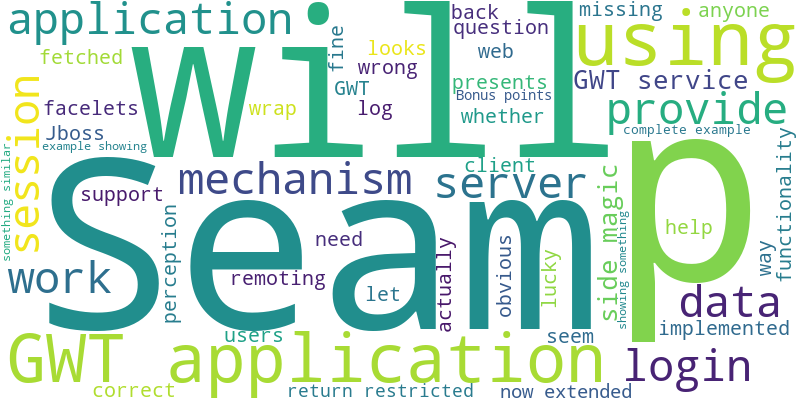 application
back
missing
anyone
question
using
fetched
fine
looks
web
wrong
GWT
presents
GWT service
Will
session
facelets
wrap
log
Bonus points
provide
Jboss
whether
complete example
example showing
something similar
support
mechanism
client
server
p
side magic
functionality
Seam
work
perception
need
remoting
let
actually
obvious
lucky
showing something
help
way
data
implemented
GWT application
users
seem
login
correct
return restricted
now extended